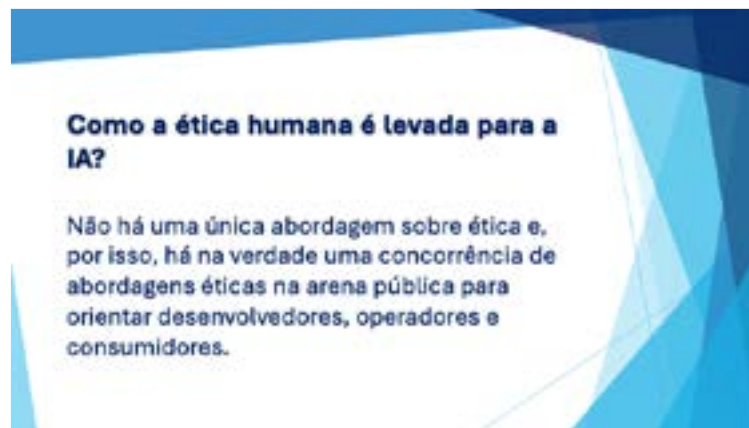 Como a ética humana é levada para a
IA?
Não há uma única abordagem sobre ética e,
por isso, há na verdade uma concorrência de
abordagens éticas na arena pública para
orientar desenvolvedores, operadores e
consumidores.